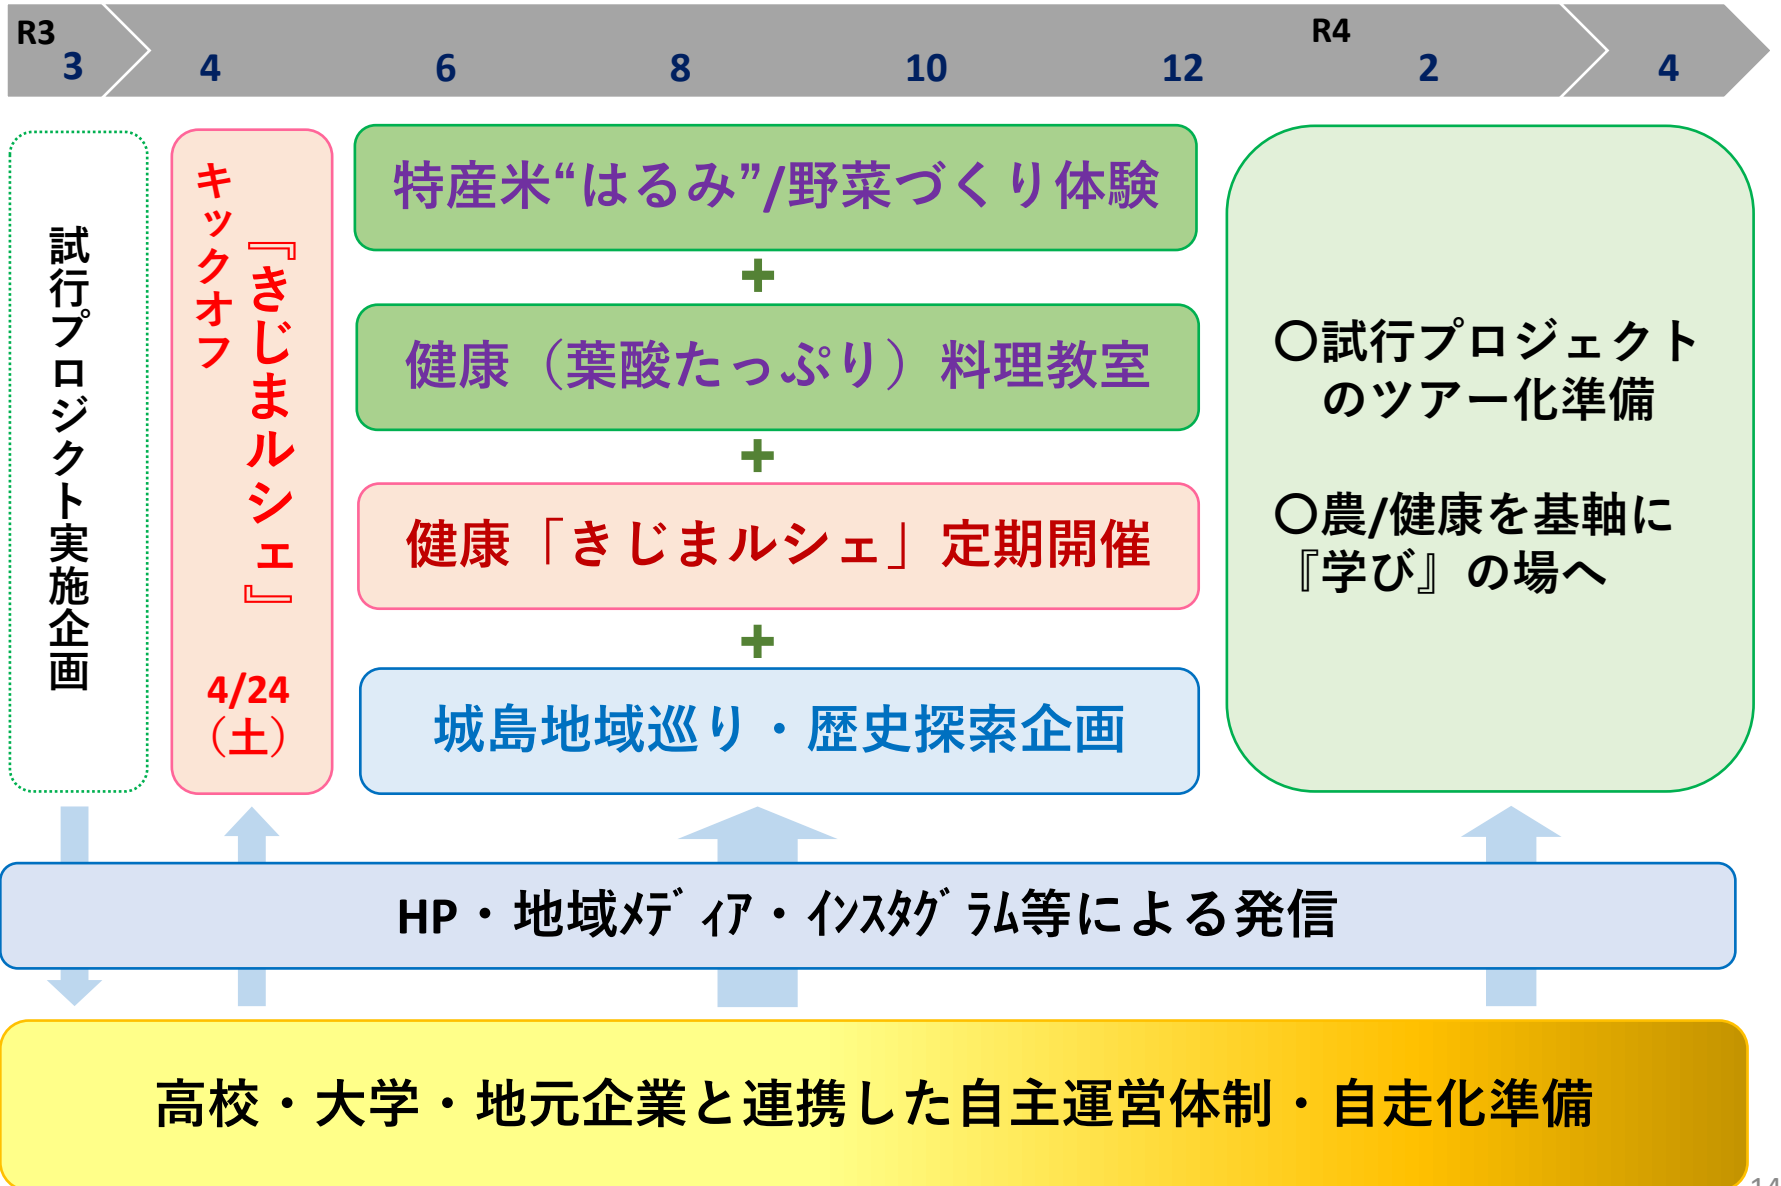 R3
R4
3 4 6 8 10 12 2 4
試行プロジクト実施企画
キックオフ
『きじまルシェ』
4/24
（土）
特産米“はるみ”/野菜づくり体験
+
健康（葉酸たっぷり）料理教室
+
健康「きじまルシェ」定期開催
+
城島地域巡り・歴史探索企画
〇試行プロジェクト
のツアー化準備
〇農/健康を基軸に
『学び』の場へ
HP・地域ﾒﾃﾞｨｱ・ｲﾝｽﾀｸﾞﾗﾑ等による発信
高校・大学・地元企業と連携した自主運営体制・自走化準備
14